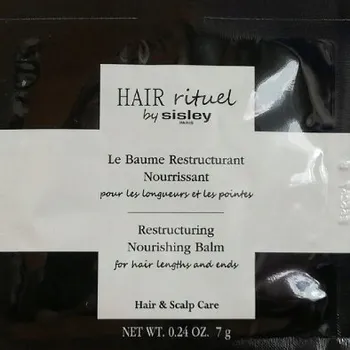 HAIR rituel
by sisley
PARIS
Le Baume Restructurant
Nourrissant
pour les longueurs et les pointes
Restructuring
Nourishing Balm
for hair lengths and ends
Hair & Scalp Care
NET WT. 0.24 OZ. 7 g